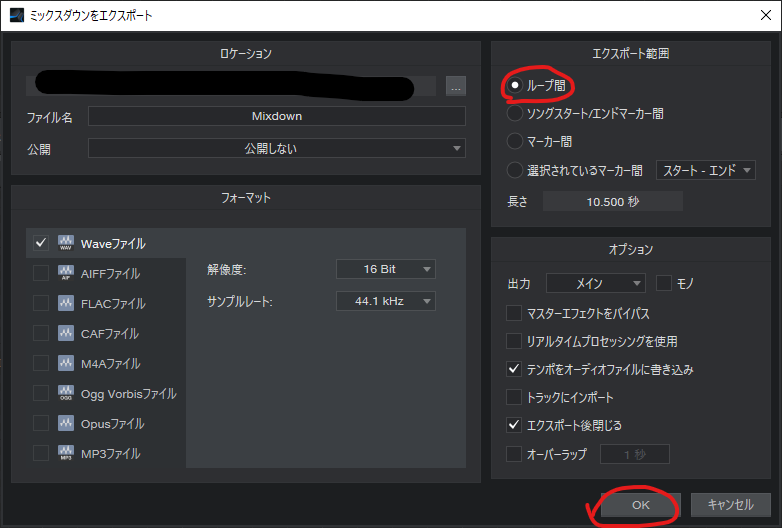 ミックスダウンをエクスポート
ロケーション
...
ファイル名 Mixdown
公開 公開しない
フォーマット
WAV Waveファイル
AIF AIFFファイル
FLACファイル
CAFファイル
M4Aファイル
OGG Ogg Vorbisファイル
Opusファイル
MP3 MP3ファイル
解像度: 16 Bit
サンプルレート: 44.1 kHz
エクスポート範囲
ループ間
ソングスタート/エンドマーカー間
マーカー間
選択されているマーカー間 スタート - エンド
長さ 10.500 秒
オプション
出力 メイン モノ
マスターエフェクトをバイパス
リアルタイムプロセッシングを使用
テンポをオーディオファイルに書き込み
トラックにインポート
エクスポート後閉じる
オーバーラップ 1 秒
OK キャンセル